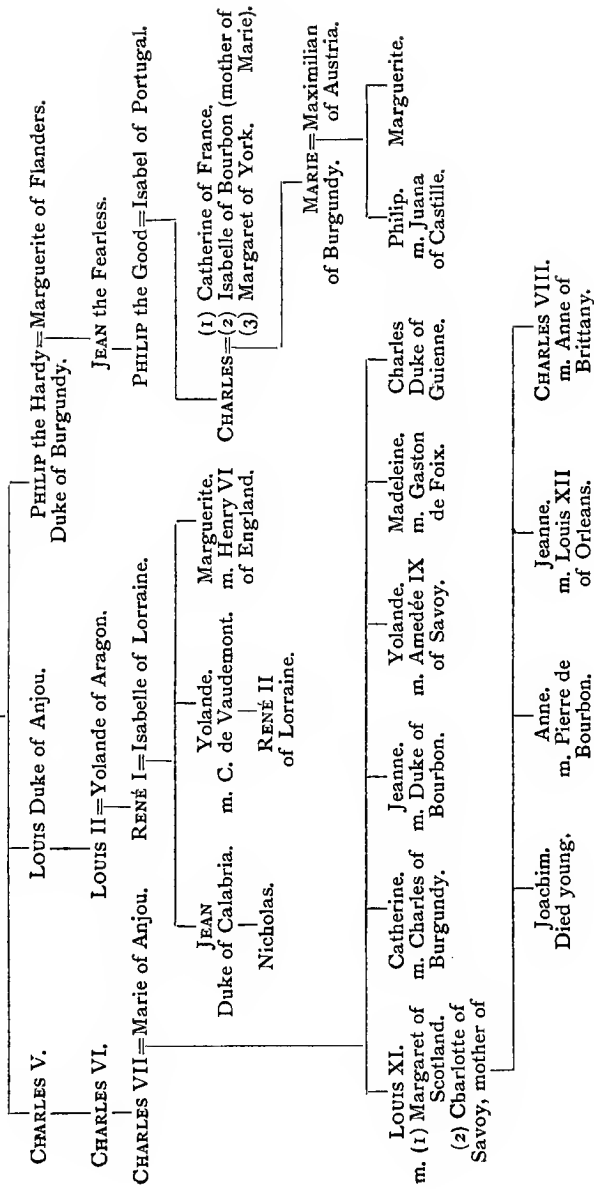 CHARLES V.
LOUIS Duke of Anjou.
PHILIP the Hardy=Marguerite of Flanders.
Duke of Burgundy.
CHARLES VI.
LOUIS II=Yolande of Aragon.
JEAN the Fearless.
CHARLES VII=Marie of Anjou.
RENÉ I=Isabelle of Lorraine.
PHILIP the Good=Isabel of Portugal.
JEAN
Duke of Calabria.
Nicholas.
Yolande.
m. C. de Vaudemont.
RENÉ II
of Lorraine.
Marguerite.
m. Henry VI
of England.
CHARLES=
(1) Catherine of France.
(2) Isabelle of Bourbon (mother of
Marie).
(3) Margaret of York.
MARIE=Maximilian
of Burgundy.
of Austria.
Philip.
m. Juana
of Castille.
Marguerite.
LOUIS XI.
m. (1) Margaret of
Scotland.
(2) Charlotte of
Savoy, mother of
Catherine.
m. Charles of
Burgundy.
Jeanne.
m. Duke of
Bourbon.
Yolande.
m. Amedée IX
of Savoy.
Madeleine.
m. Gaston
de Foix.
Charles
Duke of
Guienne.
Joachim.
Died young.
Anne.
m. Pierre de
Bourbon.
Jeanne.
m. Louis XII
of Orleans.
CHARLES VIII.
m. Anne of
Brittany.